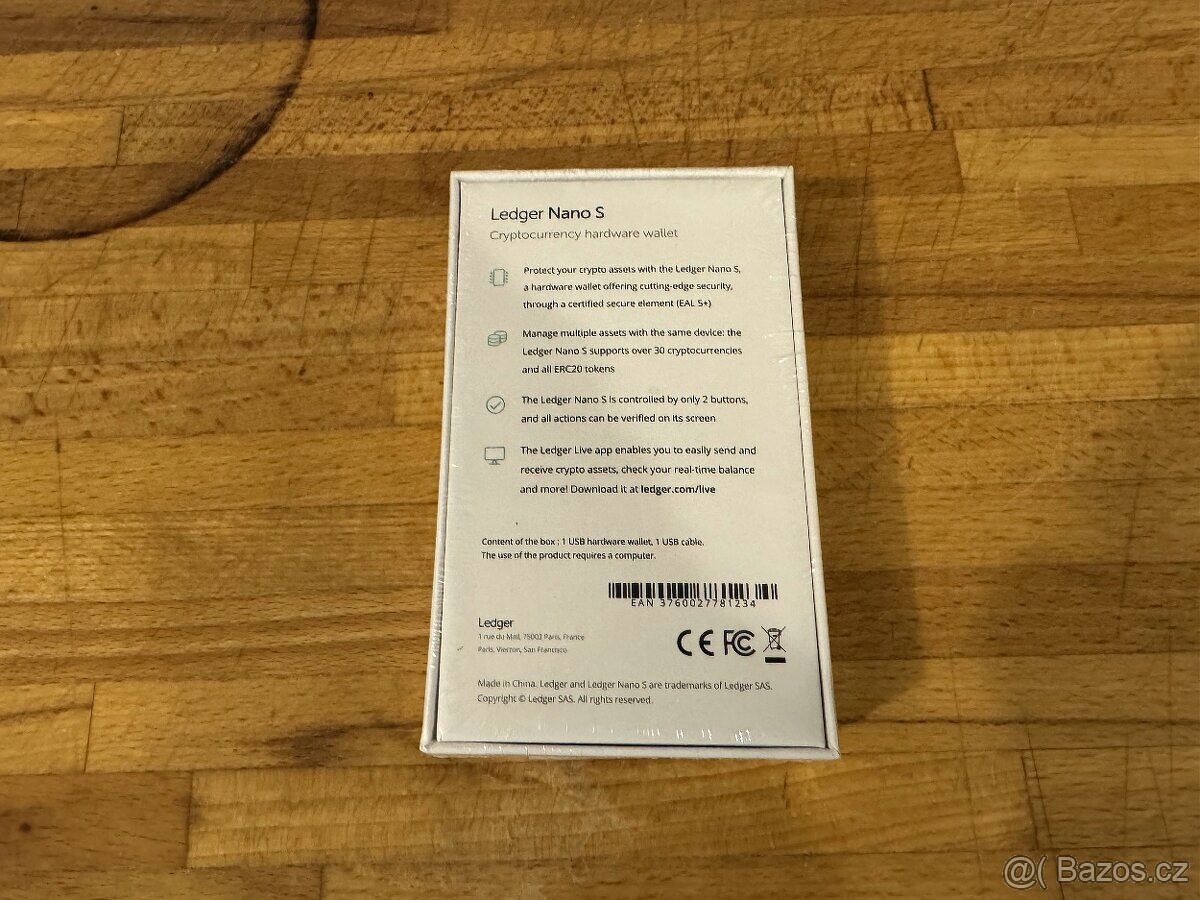 Ledger Nano S
Cryptocurrency hardware wallet
Protect your crypto assets with the Ledger Nano S,
a hardware wallet offering cutting-edge security,
through a certified secure element (EAL 5+)
Manage multiple assets with the same device: the
Ledger Nano S supports over 30 cryptocurrencies
and all ERC20 tokens
The Ledger Nano S is controlled by only 2 buttons,
and all actions can be verified on its screen
The Ledger Live app enables you to easily send and
receive crypto assets, check your real-time balance
and more! Download it at ledger.com/live
Content of the box : 1 USB hardware wallet, 1 USB cable.
The use of the product requires a computer.
EAN 3760027781234
Ledger
1 rue du Mail, 75002 Paris, France
Paris, Vierzon, San Francisco
CE FC
Made in China. Ledger and Ledger Nano S are trademarks of Ledger SAS.
Copyright © Ledger SAS. All rights reserved.
@( Bazos.cz